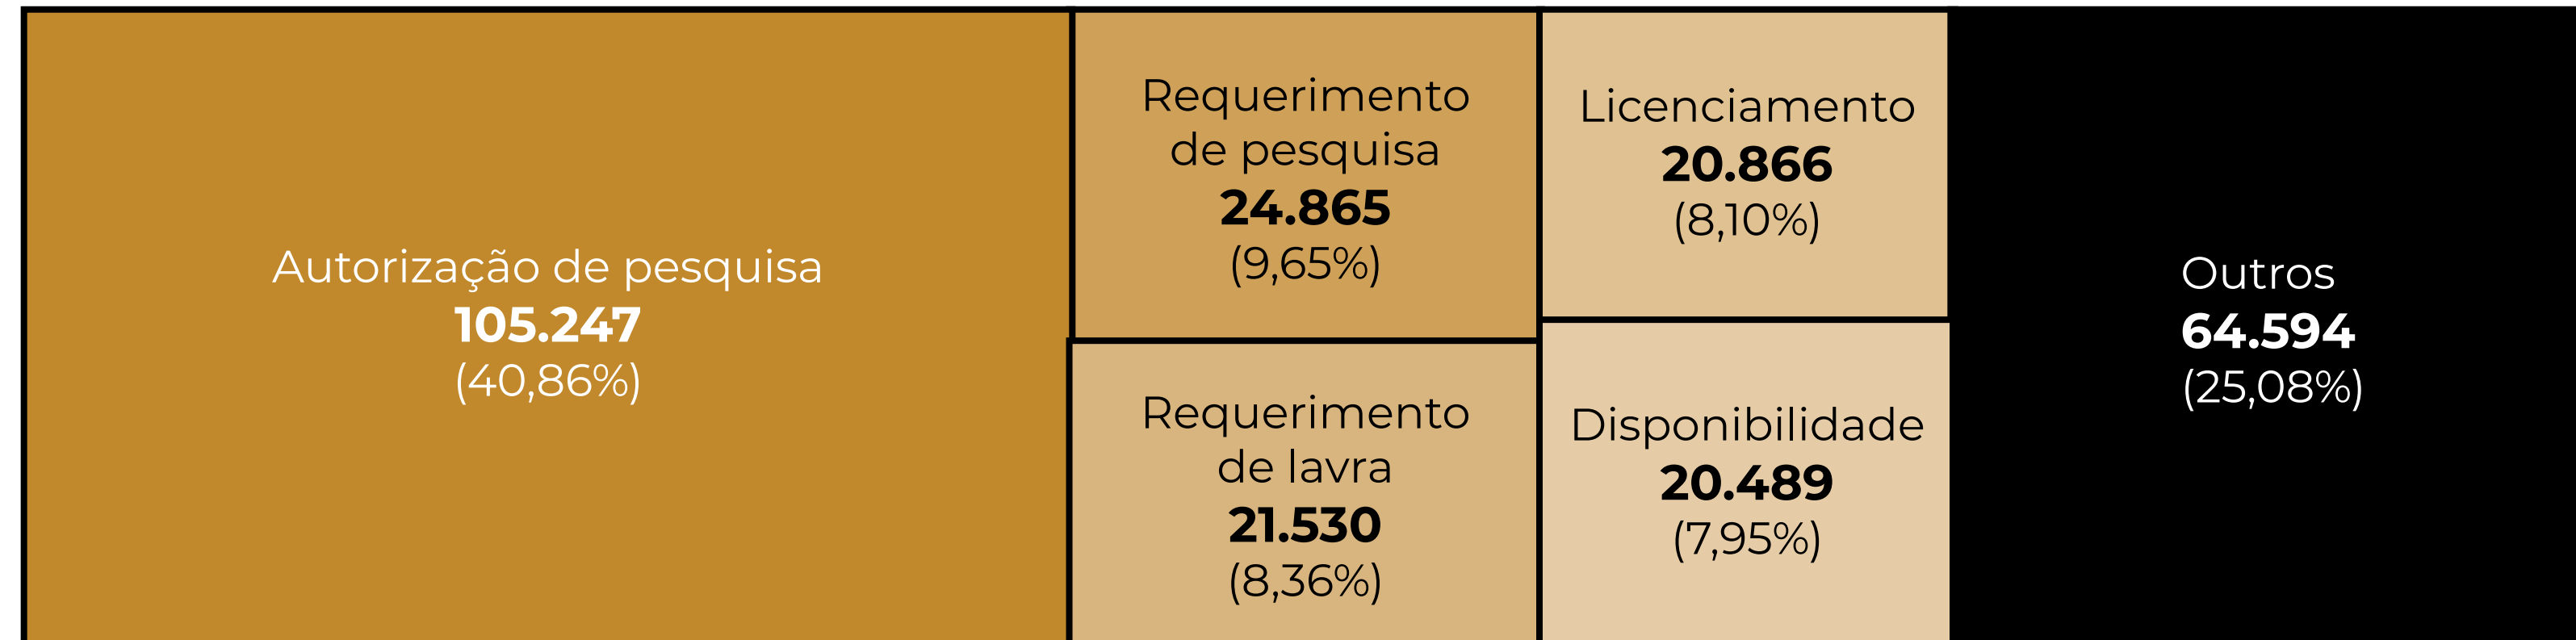 Autorização de pesquisa
105.247
(40,86%)
Requerimento
de pesquisa
24.865
(9,65%)
Requerimento
de lavra
21.530
(8,36%)
Licenciamento
20.866
(8,10%)
Disponibilidade
20.489
(7,95%)
Outros
64.594
(25,08%)